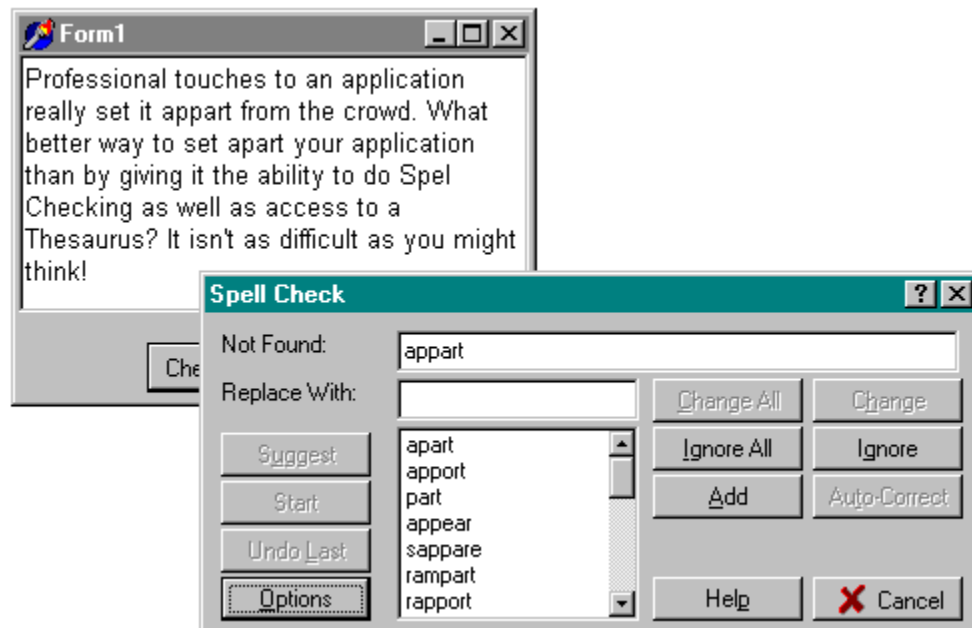 Form1
Professional touches to an application
really set it appart from the crowd. What
better way to set apart your application
than by giving it the ability to do Spel
Checking as well as access to a
Thesaurus? It isn't as difficult as you might
think!
Che
Spell Check
Not Found:
appart
Replace With:
Change All
Change
Suggest
apart
apport
part
appear
sappare
rampart
rapport
Ignore All
Ignore
Start
Add
Auto-Correct
Undo Last
Options
Help
Cancel